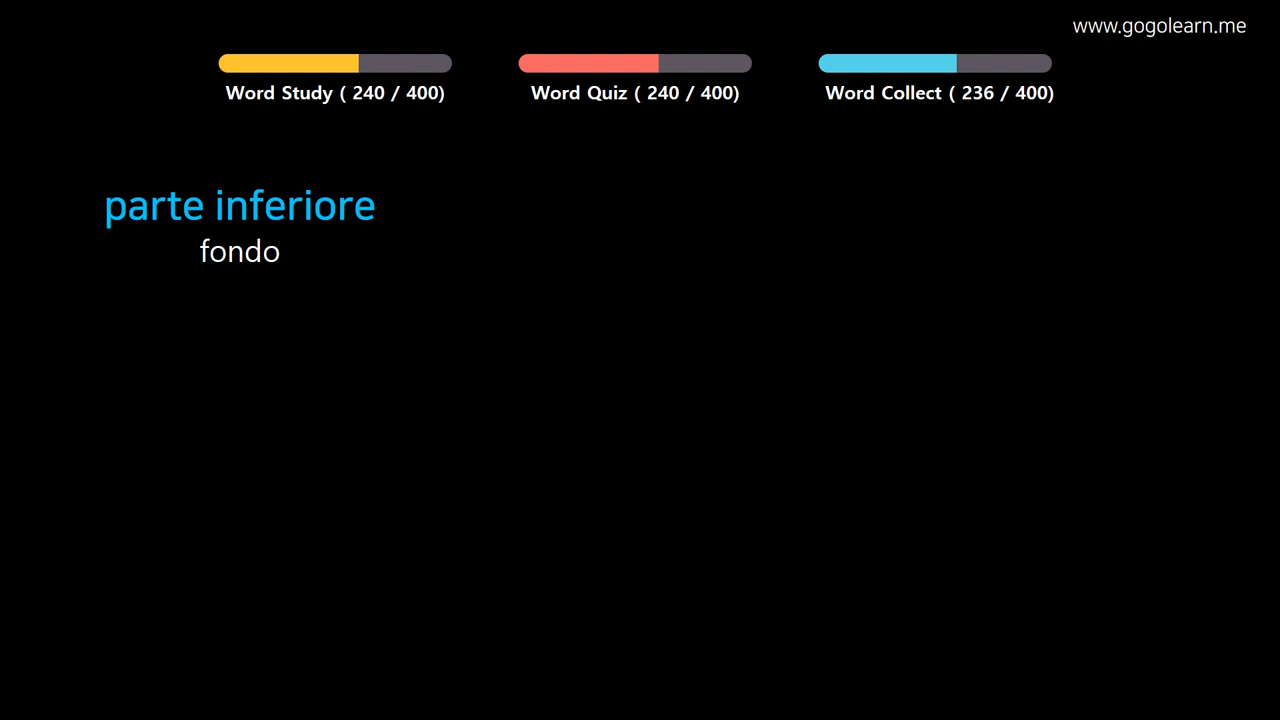 www.gogolearn.me
Word Study ( 240 / 400)
Word Quiz ( 240 / 400)
Word Collect ( 236 / 400)
parte inferiore
fondo